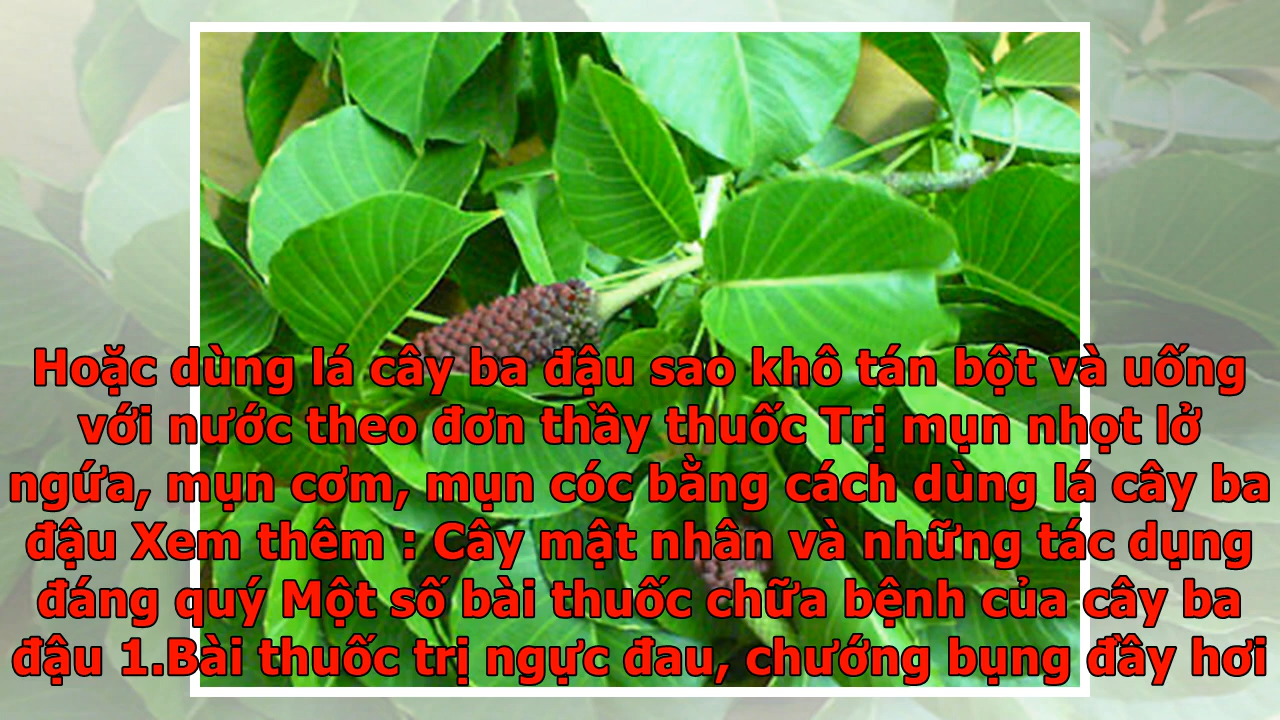 Hoặc dùng lá cây ba đậu sao khô tán bột và uống
với nước theo đơn thầy thuốc Trị mụn nhọt lở
ngứa, mụn cơm, mụn cóc bằng cách dùng lá cây ba
đậu Xem thêm : Cây mật nhân và những tác dụng
đáng quý Một số bài thuốc chữa bệnh của cây ba
đậu 1.Bài thuốc trị ngực đau, chướng bụng đầy hơi